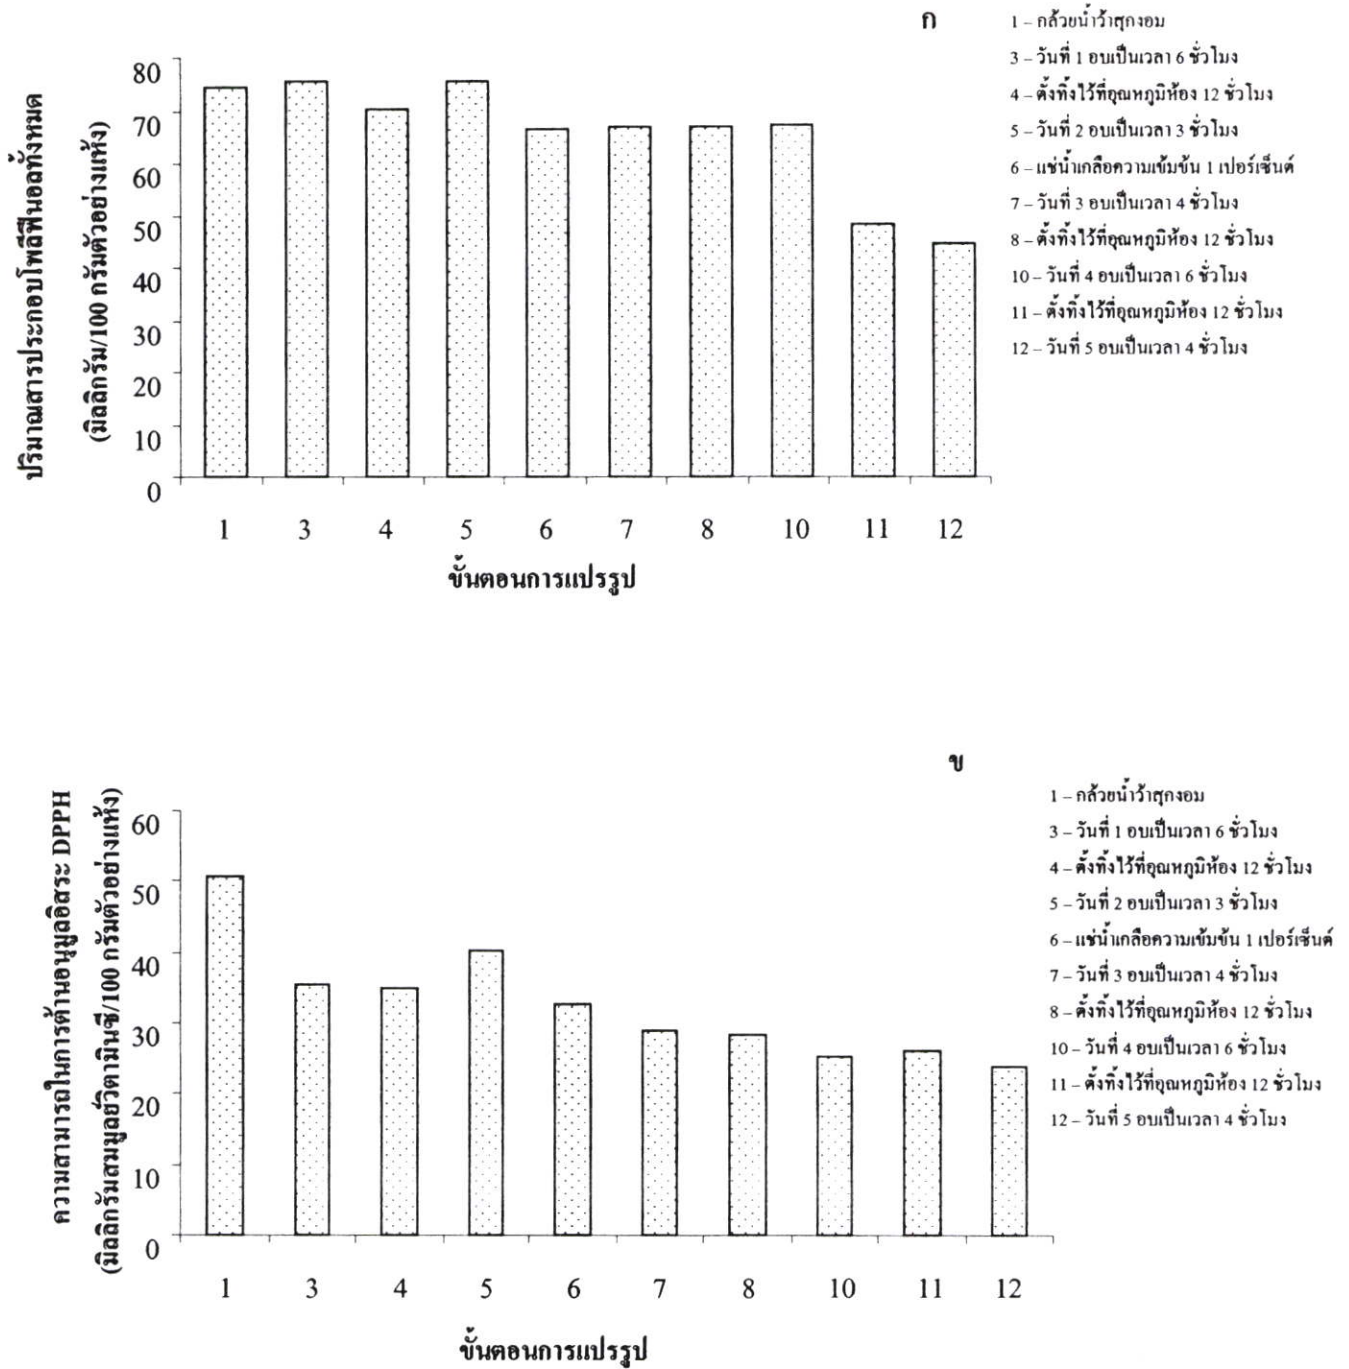 ก
1 – กล้วยน้ำว้าสุกงอม
3 – วันที่ 1 อบเป็นเวลา 6 ชั่วโมง
4 – ตั้งทิ้งไว้ที่อุณหภูมิห้อง 12 ชั่วโมง
5 – วันที่ 2 อบเป็นเวลา 3 ชั่วโมง
6 – แช่น้ำเกลือความเข้มข้น 1 เปอร์เซ็นต์
7 – วันที่ 3 อบเป็นเวลา 4 ชั่วโมง
8 – ตั้งทิ้งไว้ที่อุณหภูมิห้อง 12 ชั่วโมง
10 – วันที่ 4 อบเป็นเวลา 6 ชั่วโมง
11 – ตั้งทิ้งไว้ที่อุณหภูมิห้อง 12 ชั่วโมง
12 – วันที่ 5 อบเป็นเวลา 4 ชั่วโมง
ปริมาณสารประกอบโพลีฟีนอลทั้งหมด
(มิลลิกรัม/100 กรัมตัวอย่างแห้ง)
80
70
60
50
40
30
20
10
0
1 3 4 5 6 7 8 10 11 12
ขั้นตอนการแปรรูป
ข
1 – กล้วยน้ำว้าสุกงอม
3 – วันที่ 1 อบเป็นเวลา 6 ชั่วโมง
4 – ตั้งทิ้งไว้ที่อุณหภูมิห้อง 12 ชั่วโมง
5 – วันที่ 2 อบเป็นเวลา 3 ชั่วโมง
6 – แช่น้ำเกลือความเข้มข้น 1 เปอร์เซ็นต์
7 – วันที่ 3 อบเป็นเวลา 4 ชั่วโมง
8 – ตั้งทิ้งไว้ที่อุณหภูมิห้อง 12 ชั่วโมง
10 – วันที่ 4 อบเป็นเวลา 6 ชั่วโมง
11 – ตั้งทิ้งไว้ที่อุณหภูมิห้อง 12 ชั่วโมง
12 – วันที่ 5 อบเป็นเวลา 4 ชั่วโมง
ความสามารถในการต้านอนุมูลอิสระ DPPH
(มิลลิกรัมสมมูลย์วิตามินซี/100 กรัมตัวอย่างแห้ง)
60
50
40
30
20
10
0
1 3 4 5 6 7 8 10 11 12
ขั้นตอนการแปรรูป